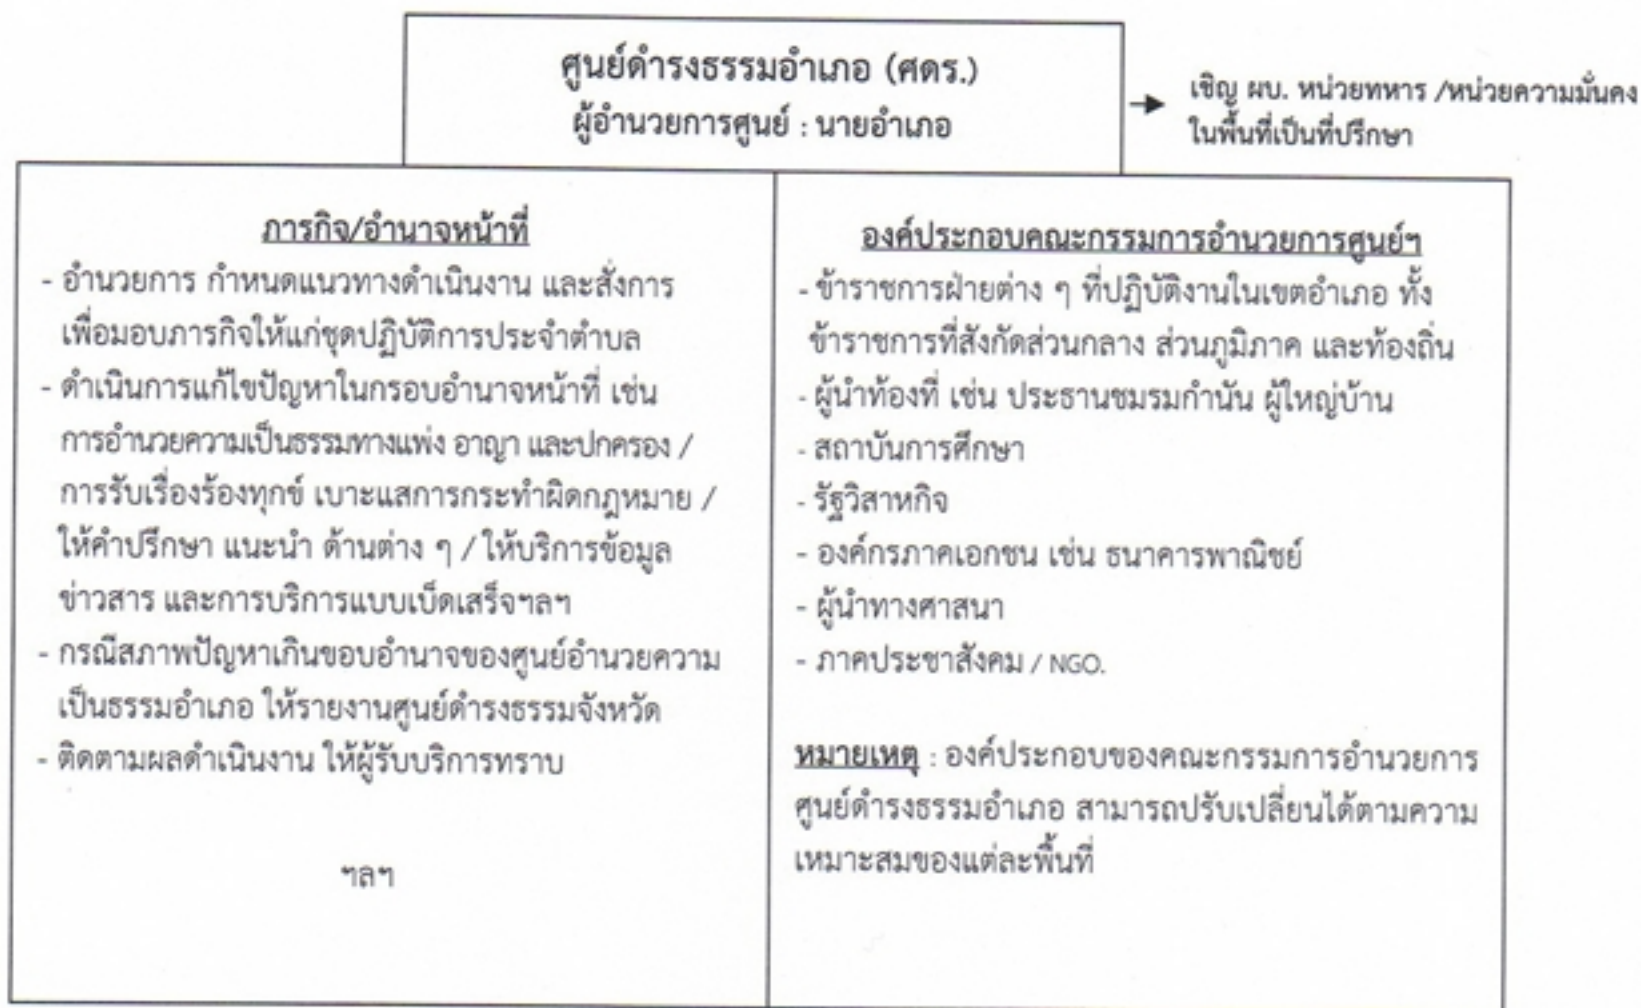 ศูนย์ดำรงธรรมอำเภอ (ศดร.)
ผู้อำนวยการศูนย์ : นายอำเภอ
เชิญ ผบ. หน่วยทหาร /หน่วยความมั่นคง
ในพื้นที่เป็นที่ปรึกษา
ภารกิจ/อำนาจหน้าที่
- อำนวยการ กำหนดแนวทางดำเนินงาน และสั่งการ
เพื่อมอบภารกิจให้แก่ชุดปฏิบัติการประจำตำบล
- ดำเนินการแก้ไขปัญหาในกรอบอำนาจหน้าที่ เช่น
การอำนวยความเป็นธรรมทางแพ่ง อาญา และปกครอง /
การรับเรื่องร้องทุกข์ เบาะแสการกระทำผิดกฎหมาย /
ให้คำปรึกษา แนะนำ ด้านต่าง ๆ / ให้บริการข้อมูล
ข่าวสาร และการบริการแบบเบ็ดเสร็จฯลฯ
- กรณีสภาพปัญหาเกินขอบอำนาจของศูนย์อำนวยความ
เป็นธรรมอำเภอ ให้รายงานศูนย์ดำรงธรรมจังหวัด
- ติดตามผลดำเนินงาน ให้ผู้รับบริการทราบ
ฯลฯ
องค์ประกอบคณะกรรมการอำนวยการศูนย์ฯ
- ข้าราชการฝ่ายต่าง ๆ ที่ปฏิบัติงานในเขตอำเภอ ทั้ง
ข้าราชการที่สังกัดส่วนกลาง ส่วนภูมิภาค และท้องถิ่น
- ผู้นำท้องที่ เช่น ประธานชมรมกำนัน ผู้ใหญ่บ้าน
- สถาบันการศึกษา
- รัฐวิสาหกิจ
- องค์กรภาคเอกชน เช่น ธนาคารพาณิชย์
- ผู้นำทางศาสนา
- ภาคประชาสังคม / NGO.
หมายเหตุ : องค์ประกอบของคณะกรรมการอำนวยการ
ศูนย์ดำรงธรรมอำเภอ สามารถปรับเปลี่ยนได้ตามความ
เหมาะสมของแต่ละพื้นที่